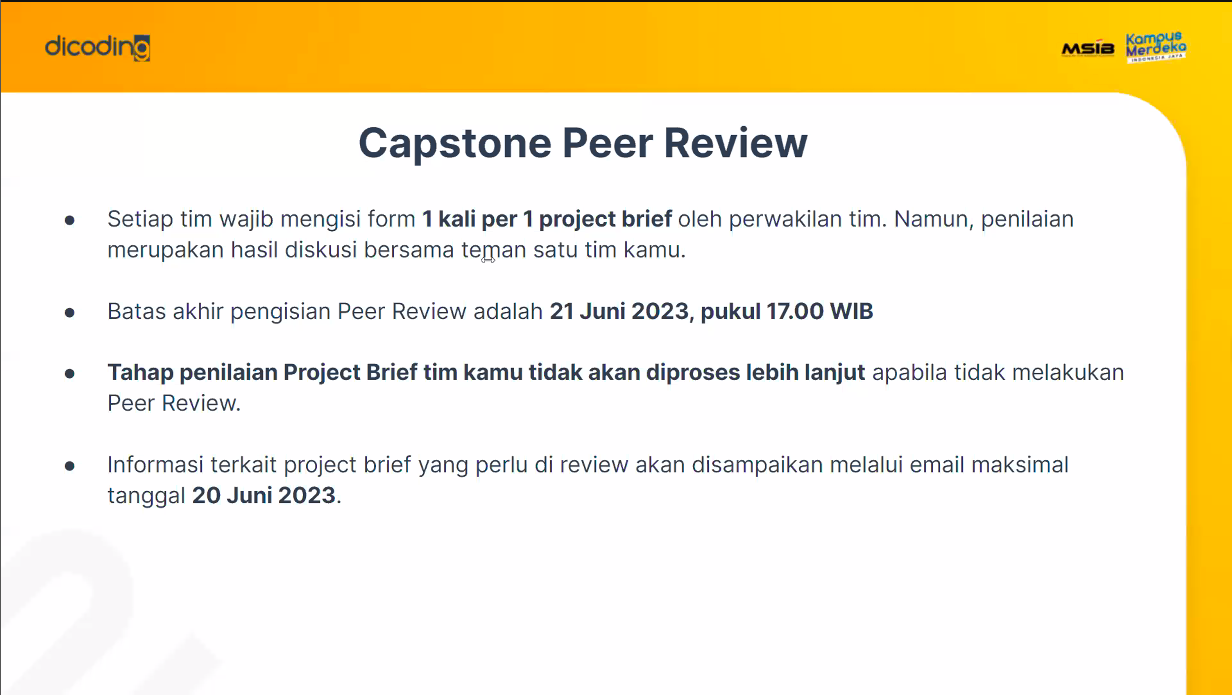 dicoding
MSIB
Kampus
Merdeka
INDONESIA JAYA
Capstone Peer Review
● Setiap tim wajib mengisi form 1 kali per 1 project brief oleh perwakilan tim. Namun, penilaian
merupakan hasil diskusi bersama teman satu tim kamu.
● Batas akhir pengisian Peer Review adalah 21 Juni 2023, pukul 17.00 WIB
● Tahap penilaian Project Brief tim kamu tidak akan diproses lebih lanjut apabila tidak melakukan
Peer Review.
● Informasi terkait project brief yang perlu di review akan disampaikan melalui email maksimal
tanggal 20 Juni 2023.